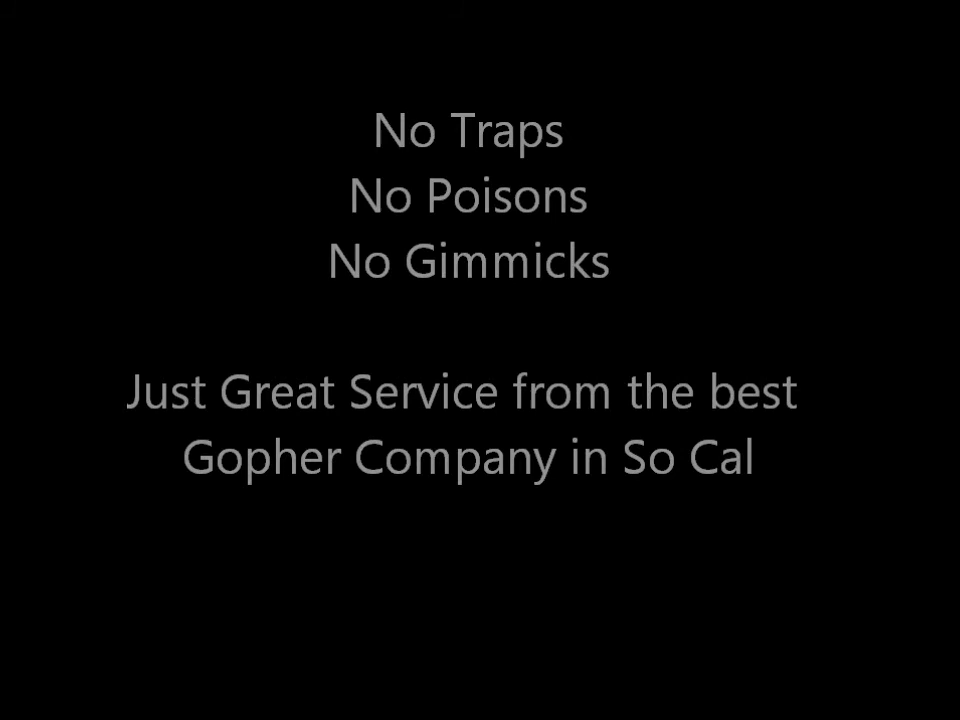 No Traps
No Poisons
No Gimmicks
Just Great Service from the best
Gopher Company in So Cal